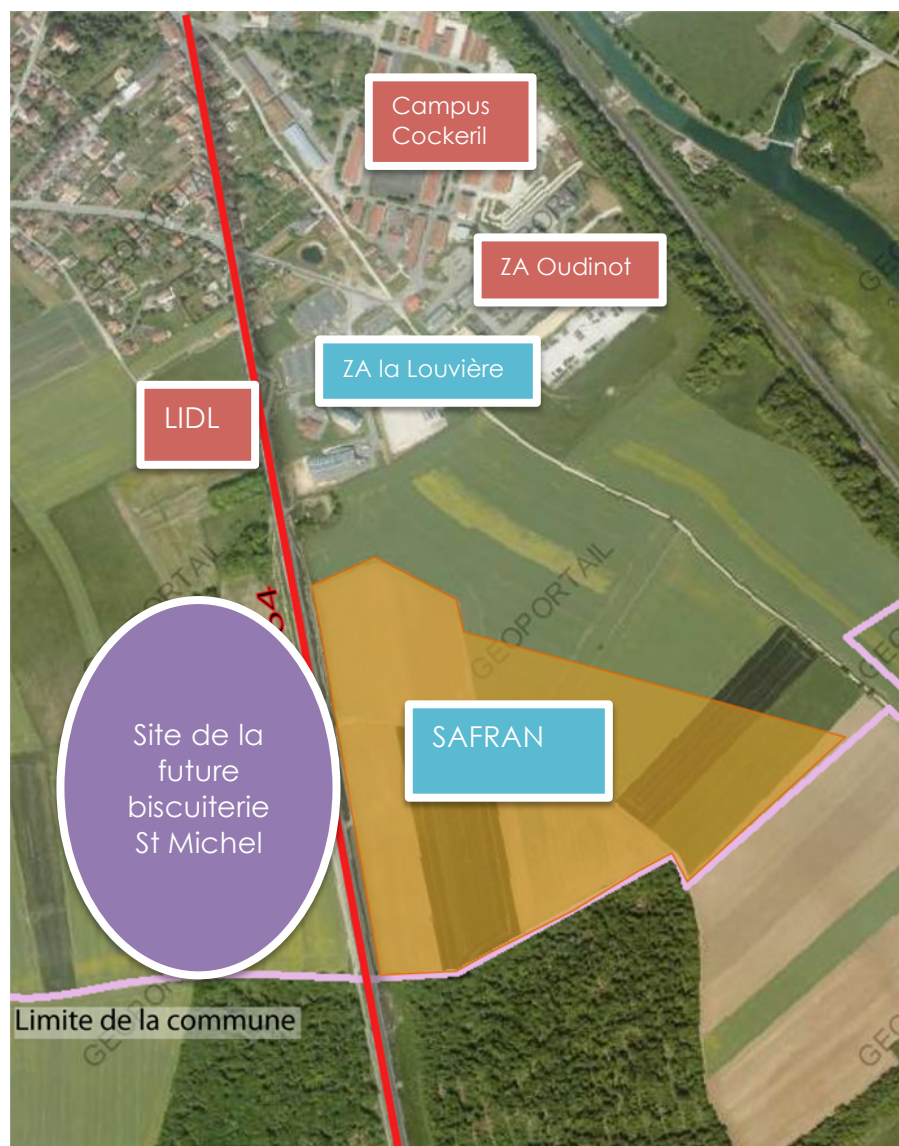 Campus
Cockeril
ZA Oudinot
ZA la Louvière
LIDL
GEOPORTAIL
Site de la
future
biscuiterie
St Michel
SAFRAN
Limite de la commune